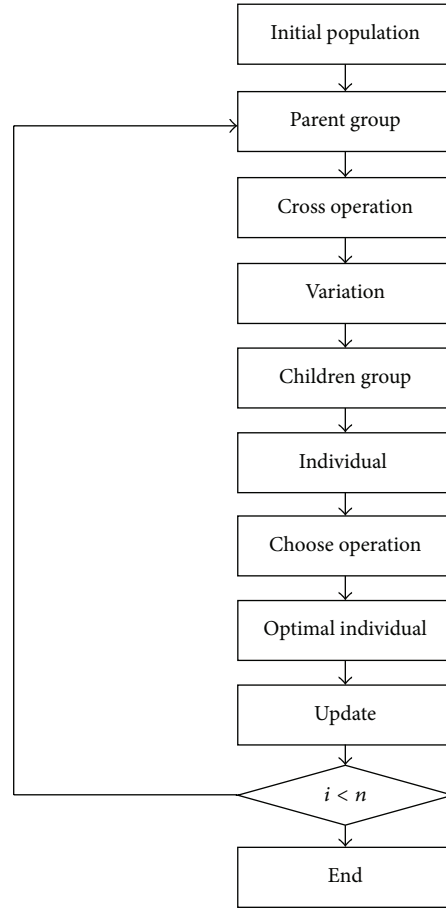 Initial population
Parent group
Cross operation
Variation
Children group
Individual
Choose operation
Optimal individual
Update
i < n
End